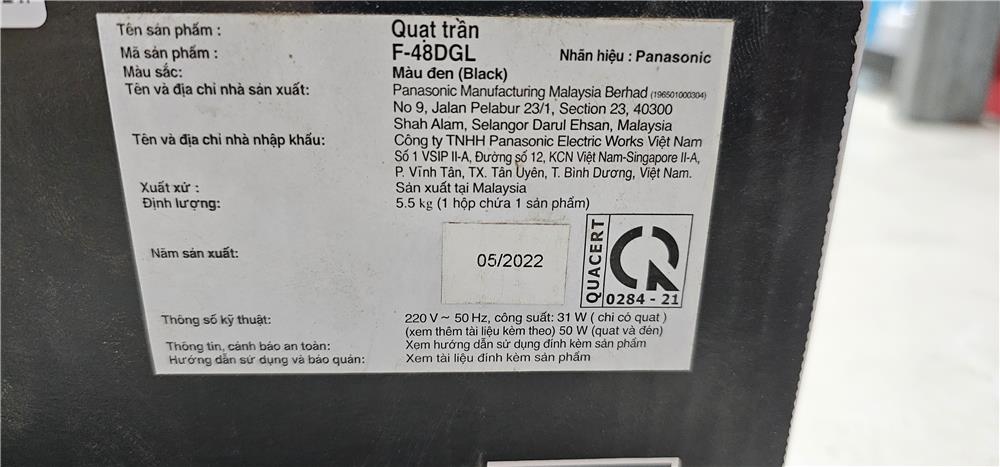 Tên sản phẩm : Quạt trần
Mã sản phẩm : F-48DGL Nhãn hiệu : Panasonic
Màu sắc: Màu đen (Black)
Tên và địa chỉ nhà sản xuất: Panasonic Manufacturing Malaysia Berhad (196501000304)
No 9, Jalan Pelabur 23/1, Section 23, 40300
Shah Alam, Selangor Darul Ehsan, Malaysia
Tên và địa chỉ nhà nhập khẩu: Công ty TNHH Panasonic Electric Works Việt Nam
Số 1 VSIP II-A, Đường số 12, KCN Việt Nam-Singapore II-A,
P. Vĩnh Tân, TX. Tân Uyên, T. Bình Dương, Việt Nam.
Xuất xứ : Sản xuất tại Malaysia
Định lượng: 5.5 kg (1 hộp chứa 1 sản phẩm)
Năm sản xuất: 05/2022
QUACERT
0284 - 21
Thông số kỹ thuật: 220 V ~ 50 Hz, công suất: 31 W ( chỉ có quạt )
(xem thêm tài liệu kèm theo) 50 W (quạt và đèn)
Thông tin, cảnh báo an toàn: Xem hướng dẫn sử dụng đính kèm sản phẩm
Hướng dẫn sử dụng và bảo quản: Xem tài liệu đính kèm sản phẩm